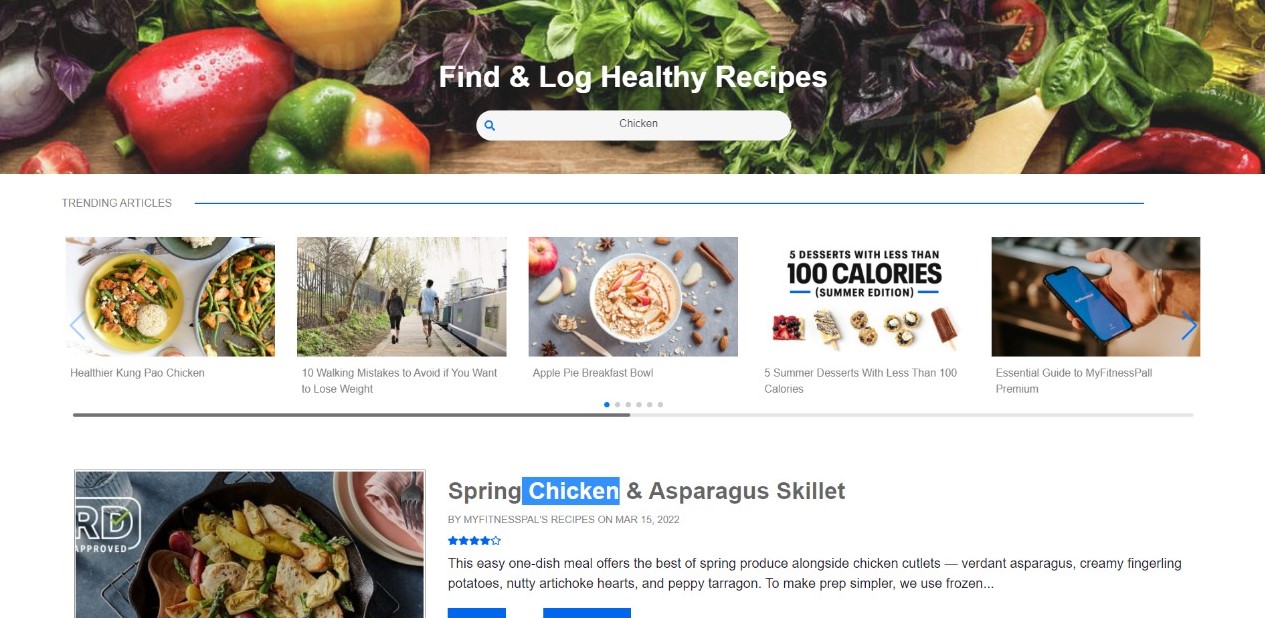 Find & Log Healthy Recipes
Chicken
TRENDING ARTICLES
5 DESSERTS WITH LESS THAN
100 CALORIES
(SUMMER EDITION)
Healthier Kung Pao Chicken
10 Walking Mistakes to Avoid if You Want
to Lose Weight
Apple Pie Breakfast Bowl
5 Summer Desserts With Less Than 100
Calories
Essential Guide to MyFitnessPall
Premium
RD
APPROVED
Spring Chicken & Asparagus Skillet
BY MYFITNESSPAL'S RECIPES ON MAR 15, 2022
This easy one-dish meal offers the best of spring produce alongside chicken cutlets — verdant asparagus, creamy fingerling
potatoes, nutty artichoke hearts, and peppy tarragon. To make prep simpler, we use frozen...